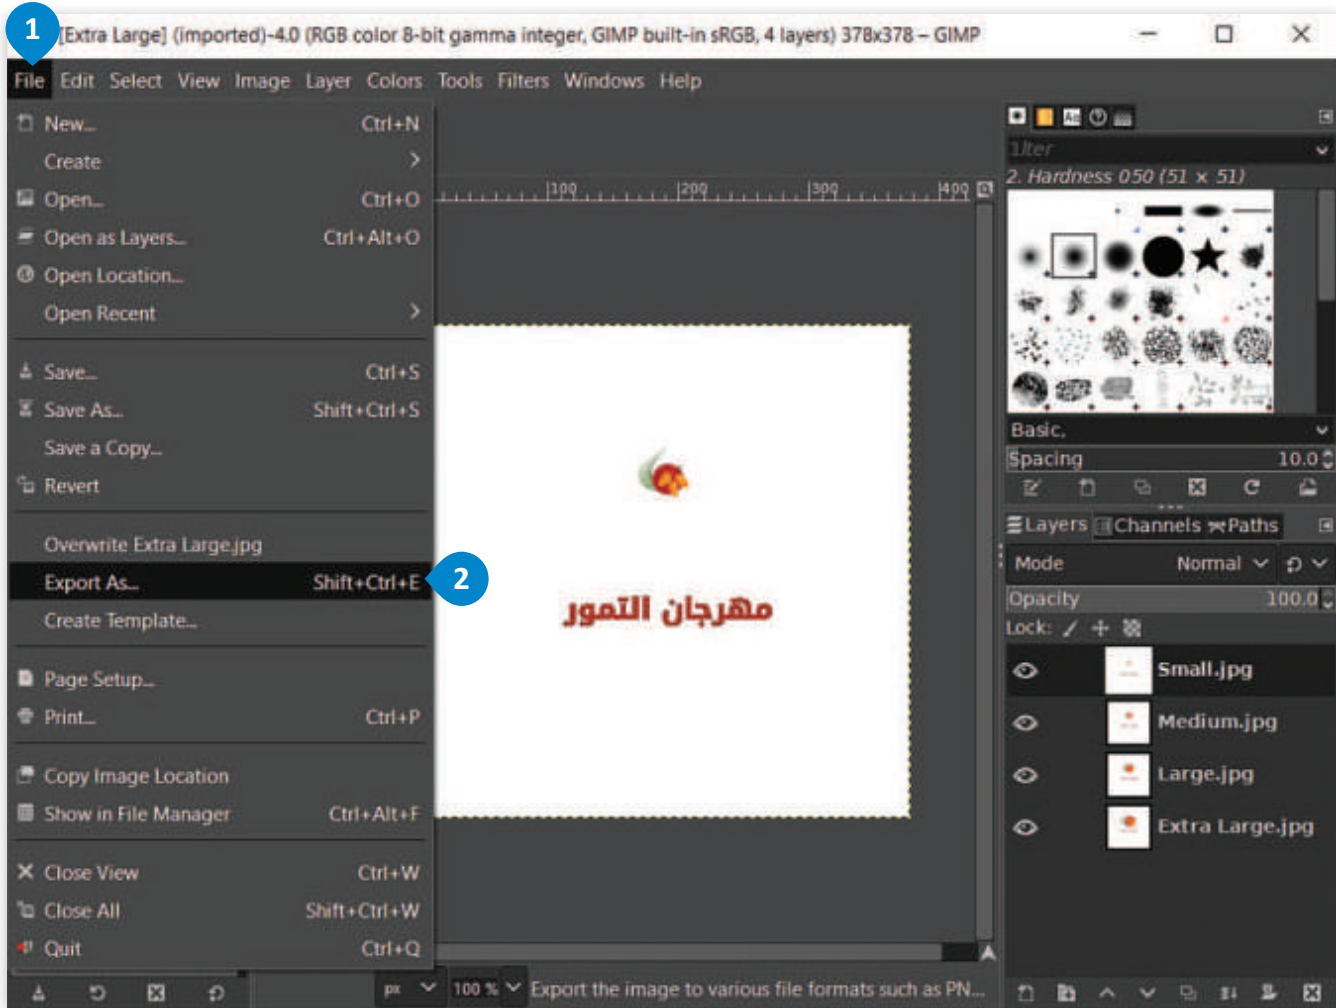 1
[Extra Large] (imported)-4.0 (RGB color 8-bit gamma integer, GIMP built-in sRGB, 4 layers) 378x378 – GIMP
File Edit Select View Image Layer Colors Tools Filters Windows Help
New... Ctrl+N
Create
Open... Ctrl+O
Open as Layers... Ctrl+Alt+O
Open Location...
Open Recent
Save... Ctrl+S
Save As... Shift+Ctrl+S
Save a Copy...
Revert
Overwrite Extra Large.jpg
Export As... Shift+Ctrl+E
2
Create Template...
Page Setup...
Print... Ctrl+P
Copy Image Location
Show in File Manager Ctrl+Alt+F
Close View Ctrl+W
Close All Shift+Ctrl+W
Quit Ctrl+Q
100 200 300 400
مهرجان التمور
px 100 % Export the image to various file formats such as PN...
2. Hardness 050 (51 × 51)
Basic,
Spacing 10.0
Layers Channels Paths
Mode Normal
Opacity 100.0
Lock:
Small.jpg
Medium.jpg
Large.jpg
Extra Large.jpg